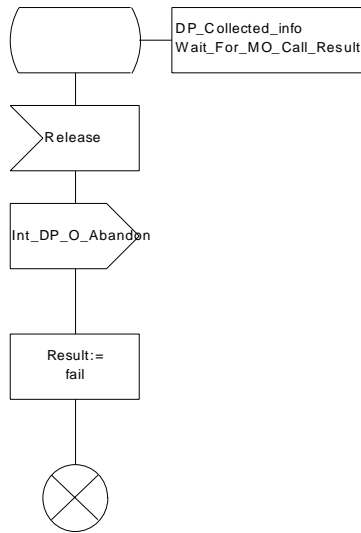 DP_Collected_info
Wait_For_MO_Call_Result
Release
Int_DP_O_Abandon
Result:=
fail